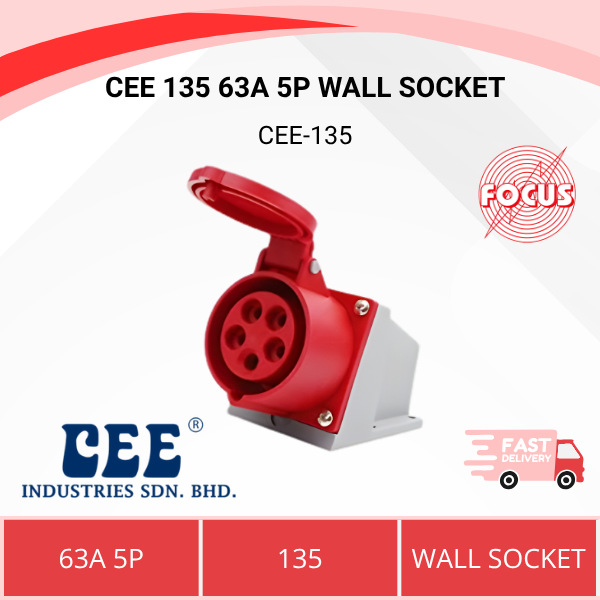 CEE 135 63A 5P WALL SOCKET
CEE-135
FOCUS
CEE®
INDUSTRIES SDN. BHD.
FAST
DELIVERY
63A 5P
135
WALL SOCKET